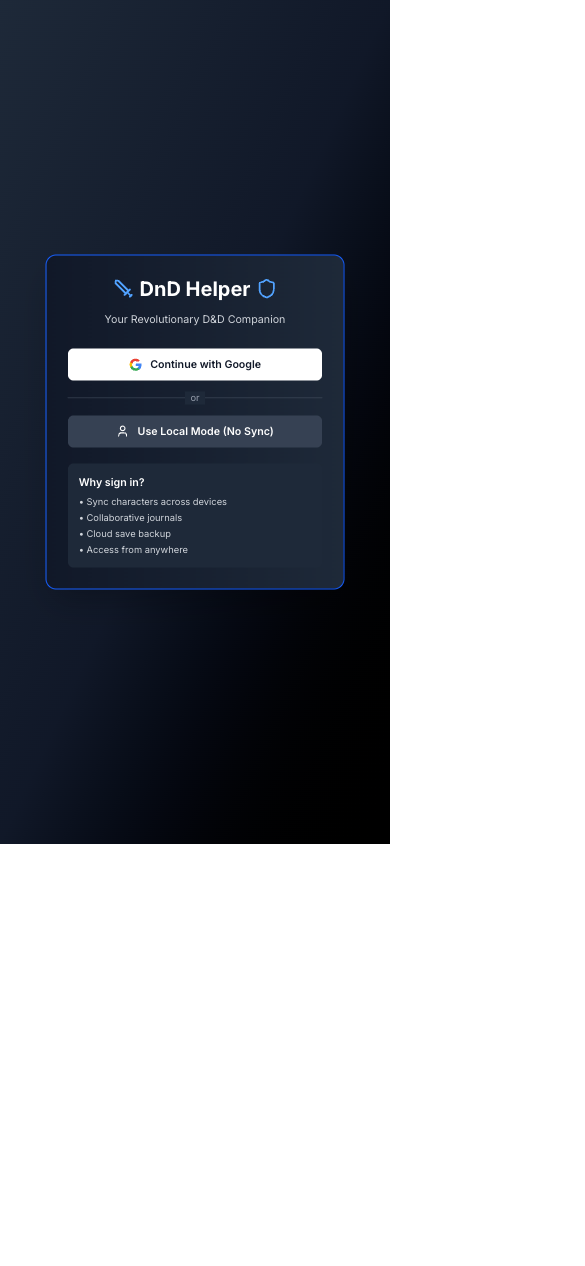 DnD Helper
Your Revolutionary D&D Companion
Continue with Google
or
Use Local Mode (No Sync)
Why sign in?
• Sync characters across devices
• Collaborative journals
• Cloud save backup
• Access from anywhere